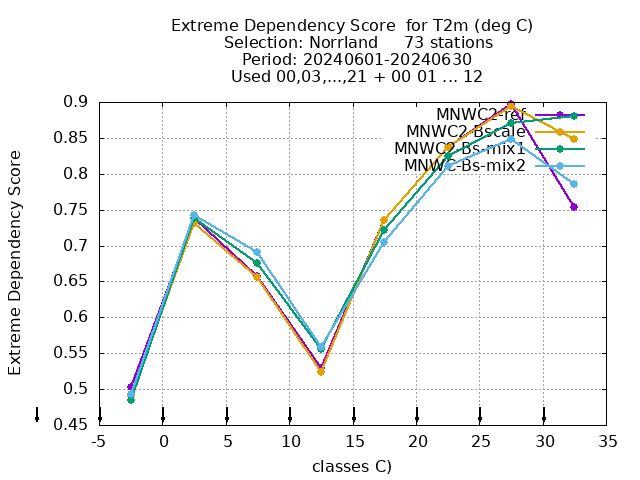 Extreme Dependency Score  for T2m (deg C)
Selection: Norrland     73 stations
Period: 20240601-20240630
Used 00,03,...,21 + 00 01 ... 12
Extreme Dependency Score
0.9
0.85
0.8
0.75
0.7
0.65
0.6
0.55
0.5
0.45
MNWC2-ref
MNWC2-Bscale
MNWC2-Bs-mix1
MNWC-Bs-mix2
-5 0 5 10 15 20 25 30 35
classes C)